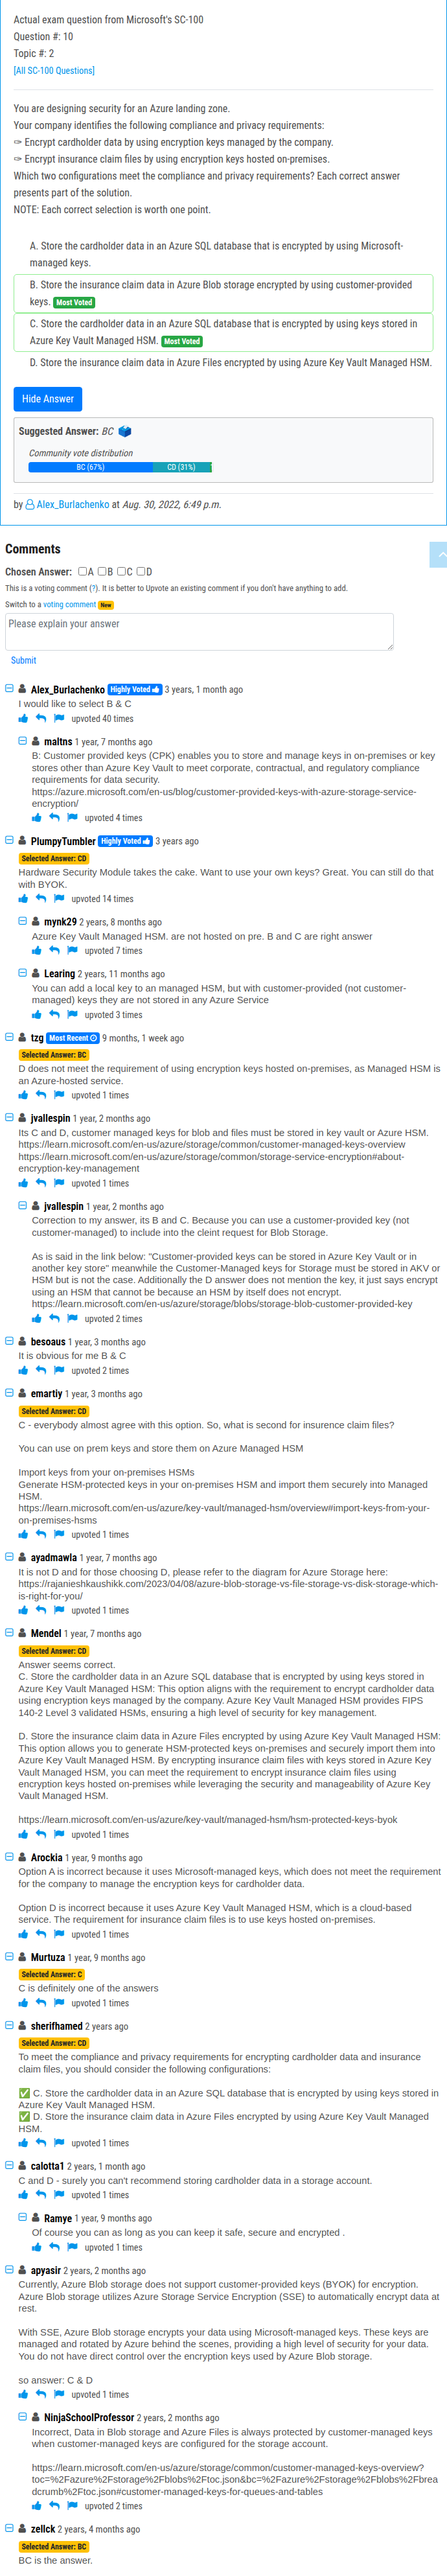 Actual exam question from Microsoft's SC-100
Question #: 10
Topic #: 2
[All SC-100 Questions]
You are designing security for an Azure landing zone.
Your company identifies the following compliance and privacy requirements:
✑ Encrypt cardholder data by using encryption keys managed by the company.
✑ Encrypt insurance claim files by using encryption keys hosted on-premises.
Which two configurations meet the compliance and privacy requirements? Each correct answer
presents part of the solution.
NOTE: Each correct selection is worth one point.
A. Store the cardholder data in an Azure SQL database that is encrypted by using Microsoft-
managed keys.
B. Store the insurance claim data in Azure Blob storage encrypted by using customer-provided
keys. Most Voted
C. Store the cardholder data in an Azure SQL database that is encrypted by using keys stored in
Azure Key Vault Managed HSM. Most Voted
D. Store the insurance claim data in Azure Files encrypted by using Azure Key Vault Managed HSM.
Hide Answer
Suggested Answer: BC
Community vote distribution
BC (67%) CD (31%)
by Alex_Burlachenko at Aug. 30, 2022, 6:49 p.m.
Comments
Chosen Answer: A B C D
This is a voting comment (?). It is better to Upvote an existing comment if you don't have anything to add.
Switch to a voting comment New
Please explain your answer
Submit
Alex_Burlachenko Highly Voted 3 years, 1 month ago
I would like to select B & C
upvoted 40 times
maltns 1 year, 7 months ago
B: Customer provided keys (CPK) enables you to store and manage keys in on-premises or key
stores other than Azure Key Vault to meet corporate, contractual, and regulatory compliance
requirements for data security.
https://azure.microsoft.com/en-us/blog/customer-provided-keys-with-azure-storage-service-
encryption/
upvoted 4 times
PlumpyTumbler Highly Voted 3 years ago
Selected Answer: CD
Hardware Security Module takes the cake. Want to use your own keys? Great. You can still do that
with BYOK.
upvoted 14 times
mynk29 2 years, 8 months ago
Azure Key Vault Managed HSM. are not hosted on pre. B and C are right answer
upvoted 7 times
Learing 2 years, 11 months ago
You can add a local key to an managed HSM, but with customer-provided (not customer-
managed) keys they are not stored in any Azure Service
upvoted 3 times
tzg Most Recent 9 months, 1 week ago
Selected Answer: BC
D does not meet the requirement of using encryption keys hosted on-premises, as Managed HSM is
an Azure-hosted service.
upvoted 1 times
jvallespin 1 year, 2 months ago
Its C and D, customer managed keys for blob and files must be stored in key vault or Azure HSM.
https://learn.microsoft.com/en-us/azure/storage/common/customer-managed-keys-overview
https://learn.microsoft.com/en-us/azure/storage/common/storage-service-encryption#about-
encryption-key-management
upvoted 1 times
jvallespin 1 year, 2 months ago
Correction to my answer, its B and C. Because you can use a customer-provided key (not
customer-managed) to include into the cleint request for Blob Storage.
As is said in the link below: "Customer-provided keys can be stored in Azure Key Vault or in
another key store" meanwhile the Customer-Managed keys for Storage must be stored in AKV or
HSM but is not the case. Additionally the D answer does not mention the key, it just says encrypt
using an HSM that cannot be because an HSM by itself does not encrypt.
https://learn.microsoft.com/en-us/azure/storage/blobs/storage-blob-customer-provided-key
upvoted 2 times
besoaus 1 year, 3 months ago
It is obvious for me B & C
upvoted 2 times
emartiy 1 year, 3 months ago
Selected Answer: CD
C - everybody almost agree with this option. So, what is second for insurence claim files?
You can use on prem keys and store them on Azure Managed HSM
Import keys from your on-premises HSMs
Generate HSM-protected keys in your on-premises HSM and import them securely into Managed
HSM.
https://learn.microsoft.com/en-us/azure/key-vault/managed-hsm/overview#import-keys-from-your-
on-premises-hsms
upvoted 1 times
ayadmawla 1 year, 7 months ago
It is not D and for those choosing D, please refer to the diagram for Azure Storage here:
https://rajanieshkaushikk.com/2023/04/08/azure-blob-storage-vs-file-storage-vs-disk-storage-which-
is-right-for-you/
upvoted 1 times
Mendel 1 year, 7 months ago
Selected Answer: CD
Answer seems correct.
C. Store the cardholder data in an Azure SQL database that is encrypted by using keys stored in
Azure Key Vault Managed HSM: This option aligns with the requirement to encrypt cardholder data
using encryption keys managed by the company. Azure Key Vault Managed HSM provides FIPS
140-2 Level 3 validated HSMs, ensuring a high level of security for key management.
D. Store the insurance claim data in Azure Files encrypted by using Azure Key Vault Managed HSM:
This option allows you to generate HSM-protected keys on-premises and securely import them into
Azure Key Vault Managed HSM. By encrypting insurance claim files with keys stored in Azure Key
Vault Managed HSM, you can meet the requirement to encrypt insurance claim files using
encryption keys hosted on-premises while leveraging the security and manageability of Azure Key
Vault Managed HSM.
https://learn.microsoft.com/en-us/azure/key-vault/managed-hsm/hsm-protected-keys-byok
upvoted 1 times
Arockia 1 year, 9 months ago
Option A is incorrect because it uses Microsoft-managed keys, which does not meet the requirement
for the company to manage the encryption keys for cardholder data.
Option D is incorrect because it uses Azure Key Vault Managed HSM, which is a cloud-based
service. The requirement for insurance claim files is to use keys hosted on-premises.
upvoted 1 times
Murtuza 1 year, 9 months ago
Selected Answer: C
C is definitely one of the answers
upvoted 1 times
sherifhamed 2 years ago
Selected Answer: CD
To meet the compliance and privacy requirements for encrypting cardholder data and insurance
claim files, you should consider the following configurations:
✅ C. Store the cardholder data in an Azure SQL database that is encrypted by using keys stored in
Azure Key Vault Managed HSM.
✅ D. Store the insurance claim data in Azure Files encrypted by using Azure Key Vault Managed
HSM.
upvoted 1 times
calotta1 2 years, 1 month ago
C and D - surely you can't recommend storing cardholder data in a storage account.
upvoted 1 times
Ramye 1 year, 9 months ago
Of course you can as long as you can keep it safe, secure and encrypted .
upvoted 1 times
apyasir 2 years, 2 months ago
Currently, Azure Blob storage does not support customer-provided keys (BYOK) for encryption.
Azure Blob storage utilizes Azure Storage Service Encryption (SSE) to automatically encrypt data at
rest.
With SSE, Azure Blob storage encrypts your data using Microsoft-managed keys. These keys are
managed and rotated by Azure behind the scenes, providing a high level of security for your data.
You do not have direct control over the encryption keys used by Azure Blob storage.
so answer: C & D
upvoted 1 times
NinjaSchoolProfessor 2 years, 2 months ago
Incorrect, Data in Blob storage and Azure Files is always protected by customer-managed keys
when customer-managed keys are configured for the storage account.
https://learn.microsoft.com/en-us/azure/storage/common/customer-managed-keys-overview?
toc=%2Fazure%2Fstorage%2Fblobs%2Ftoc.json&bc=%2Fazure%2Fstorage%2Fblobs%2Fbrea
dcrumb%2Ftoc.json#customer-managed-keys-for-queues-and-tables
upvoted 2 times
zellck 2 years, 4 months ago
Selected Answer: BC
BC is the answer.